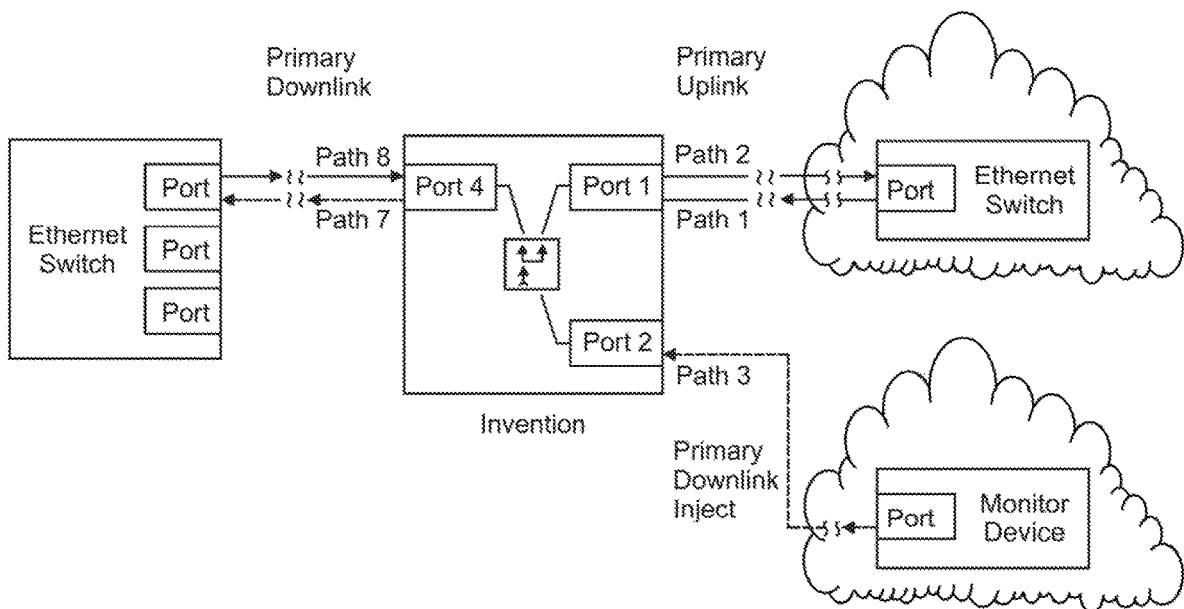 Primary
Downlink
Primary
Uplink
Ethernet
Switch
Port
Port
Port
Path 8
Path 7
Port 4
Port 1
Port 2
Invention
Path 2
Path 1
Path 3
Port
Ethernet
Switch
Primary
Downlink
Inject
Port
Monitor
Device